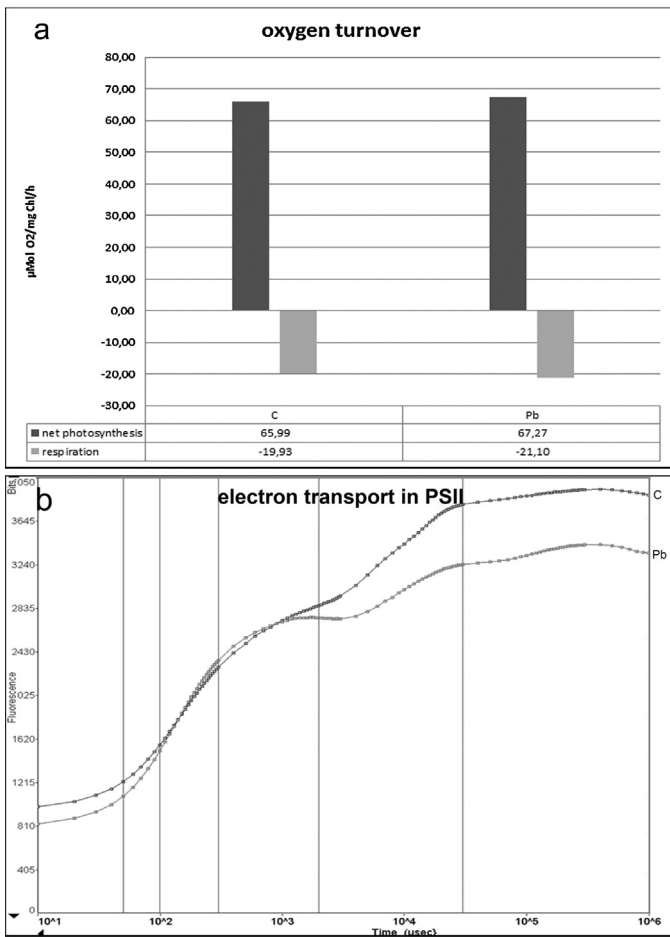 a
oxygen turnover
µMol O2/mg Chl/h
80,00
70,00
60,00
50,00
40,00
30,00
20,00
10,00
0,00
-10,00
-20,00
-30,00
C Pb
net photosynthesis 65,99 67,27
respiration -19,93 -21,10
b
electron transport in PSII
Bits
050
3645
3240
2835
2430
025
1620
1215
810
405
0
Fluorescence
C
Pb
10^1 10^2 10^3 10^4 10^5 10^6
Time (usec)